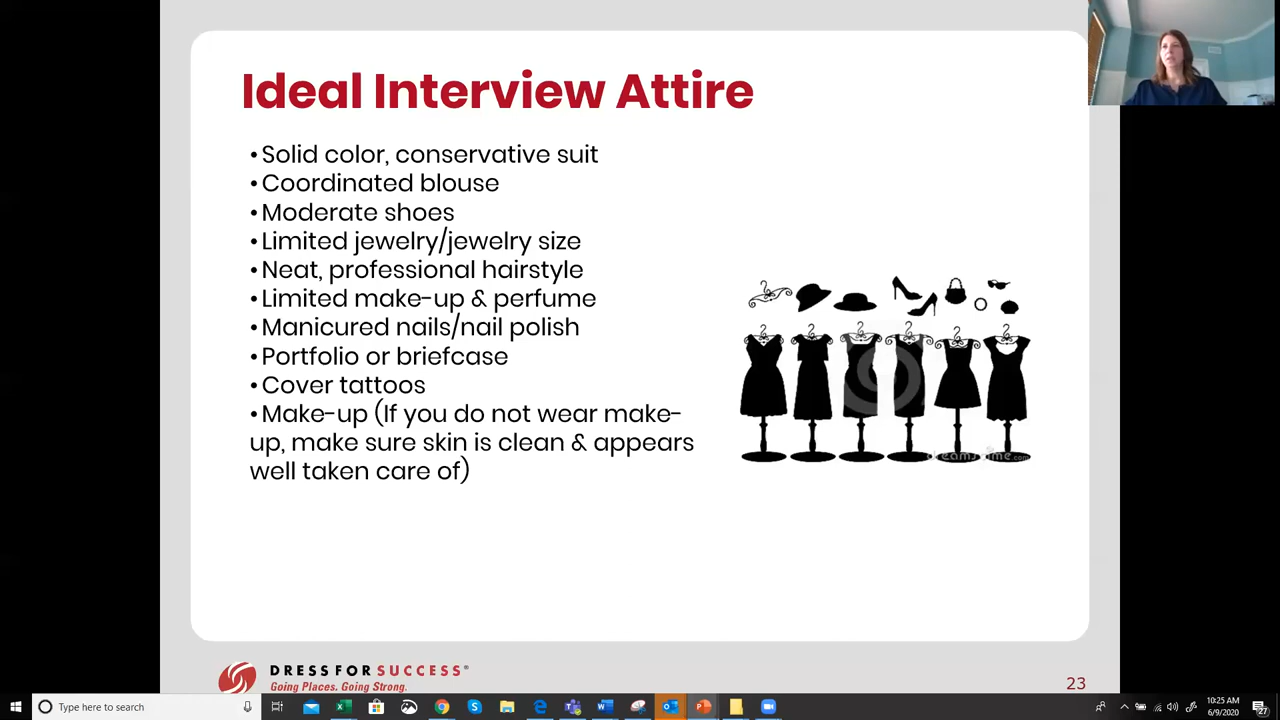 Ideal Interview Attire
•Solid color, conservative suit
•Coordinated blouse
•Moderate shoes
•Limited jewelry/jewelry size
•Neat, professional hairstyle
•Limited make-up & perfume
•Manicured nails/nail polish
•Portfolio or briefcase
•Cover tattoos
•Make-up (If you do not wear make-
up, make sure skin is clean & appears
well taken care of)
dreamstime.com
DRESS FOR SUCCESS®
Going Places. Going Strong.
23
Type here to search
10:25 AM
6/9/2020
27